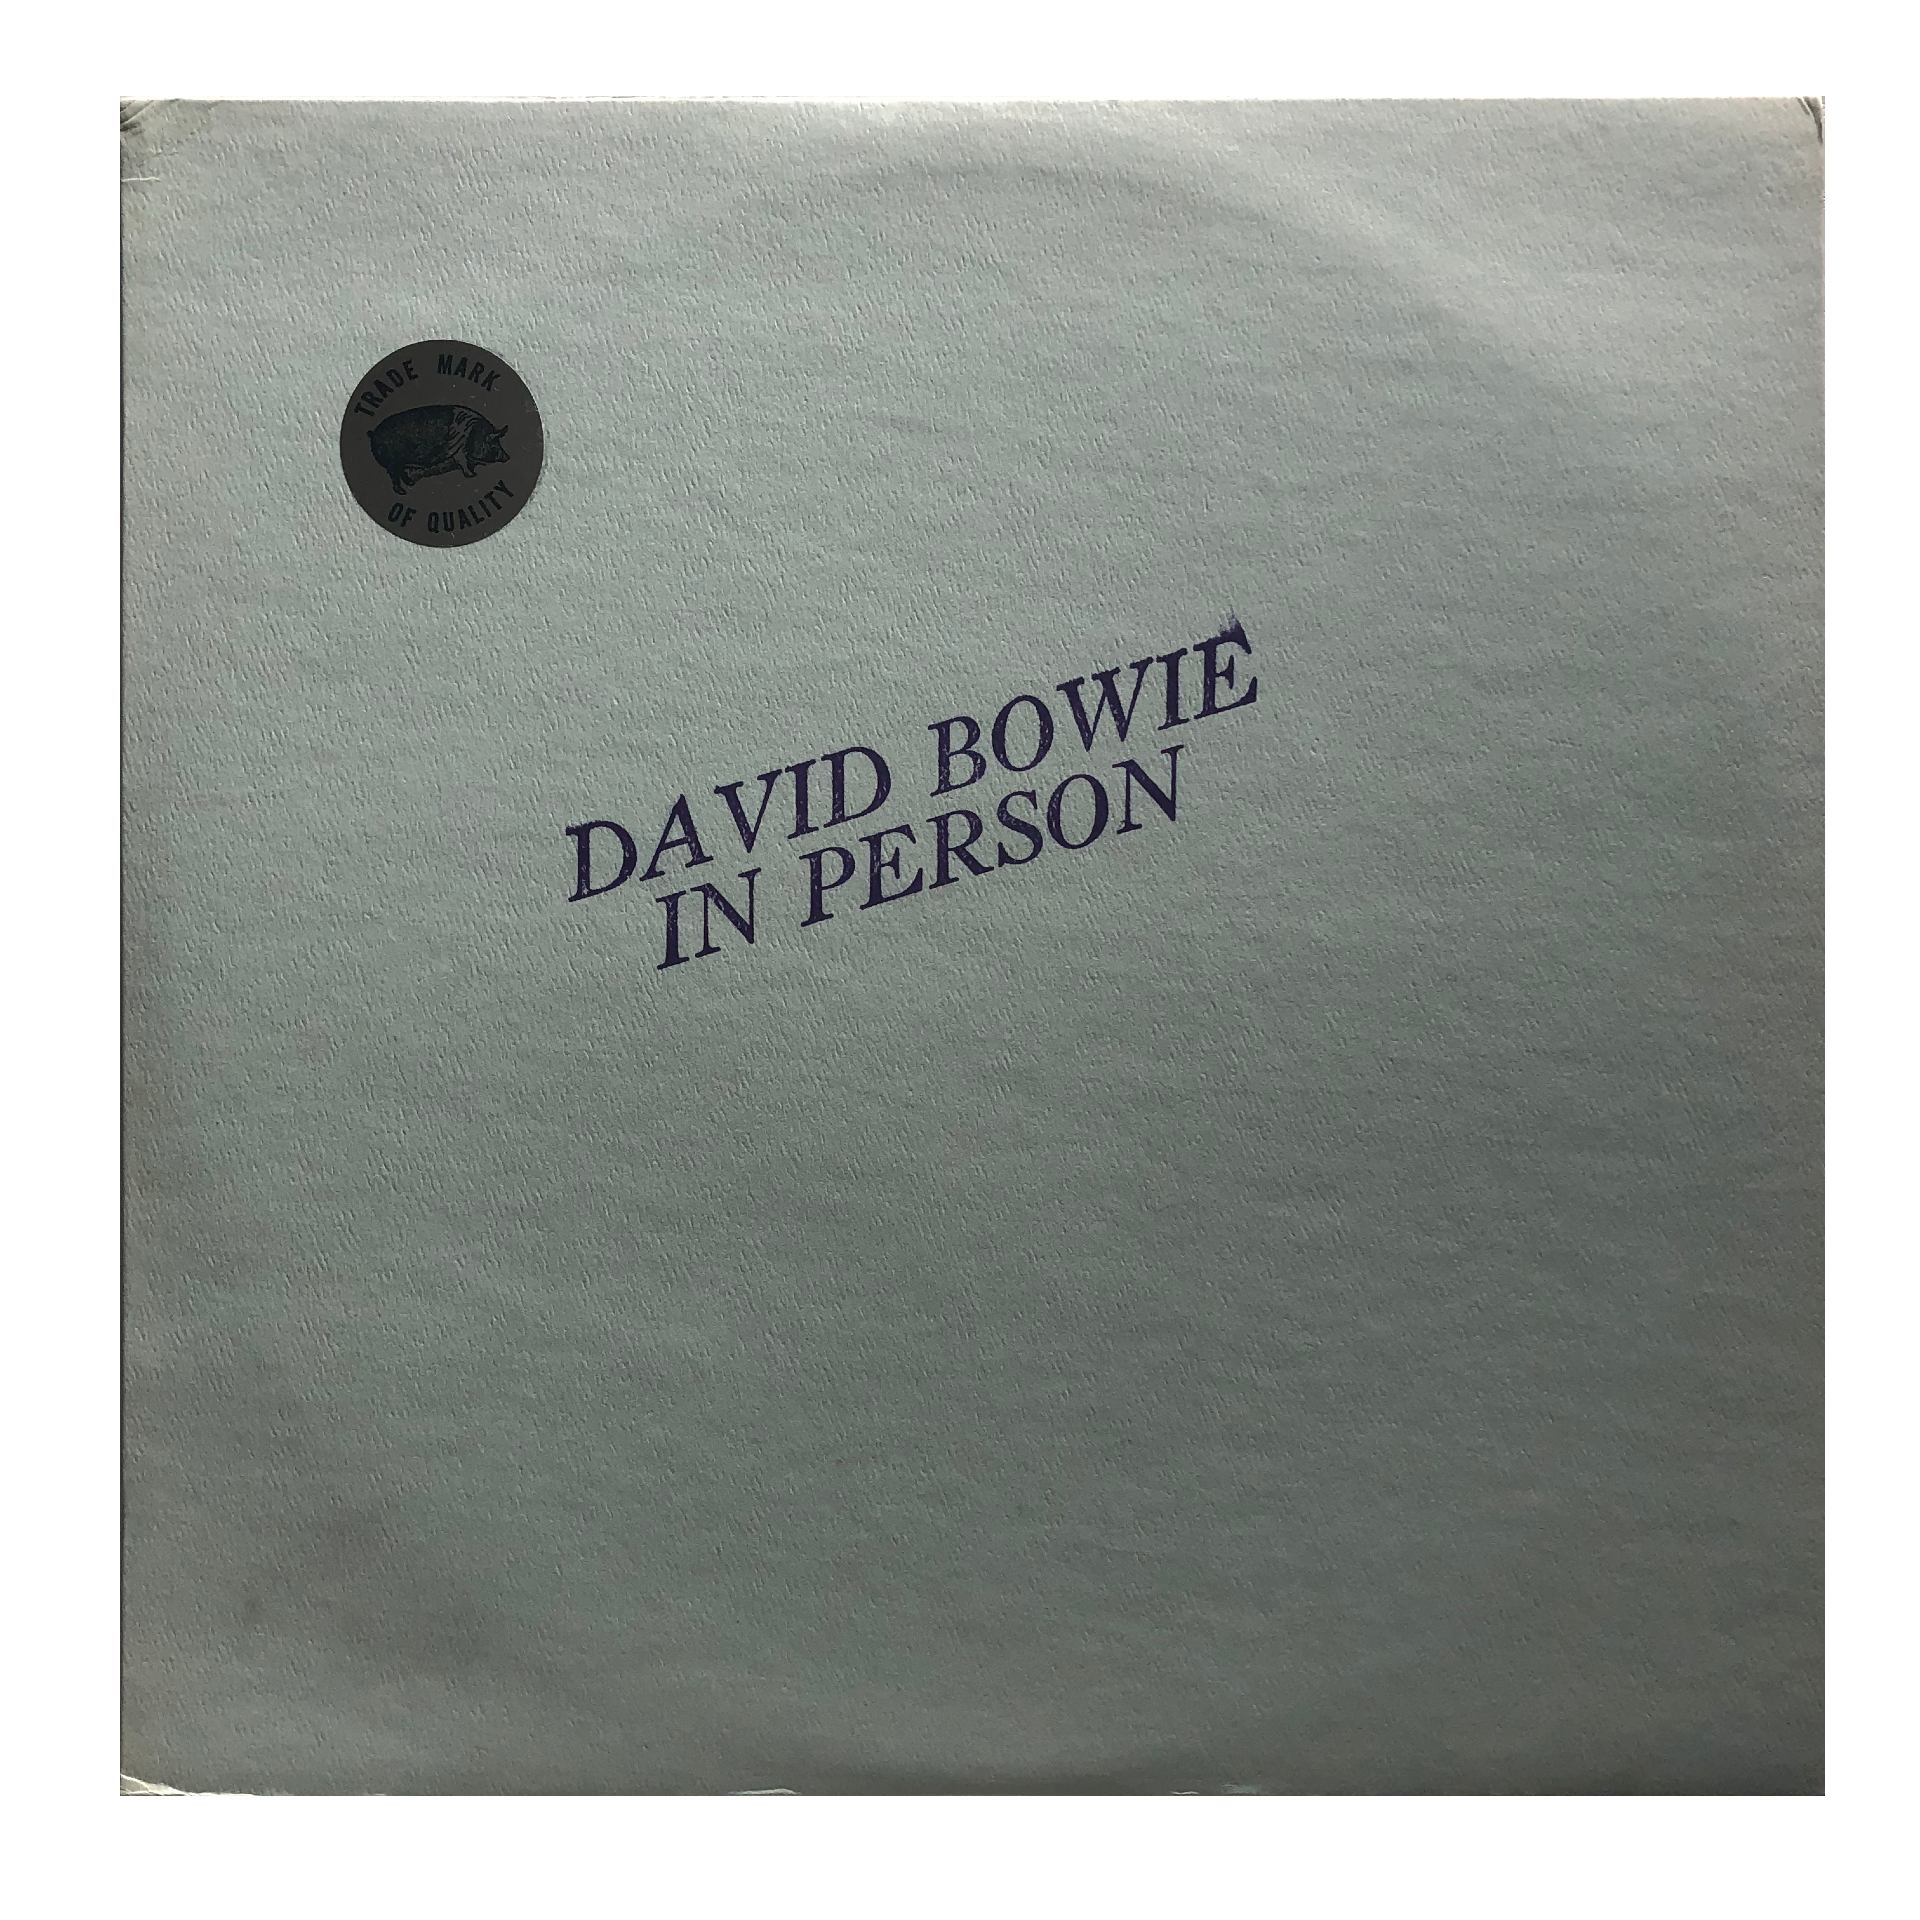 TRADE MARK
OF QUALITY
DAVID BOWIE
IN PERSON